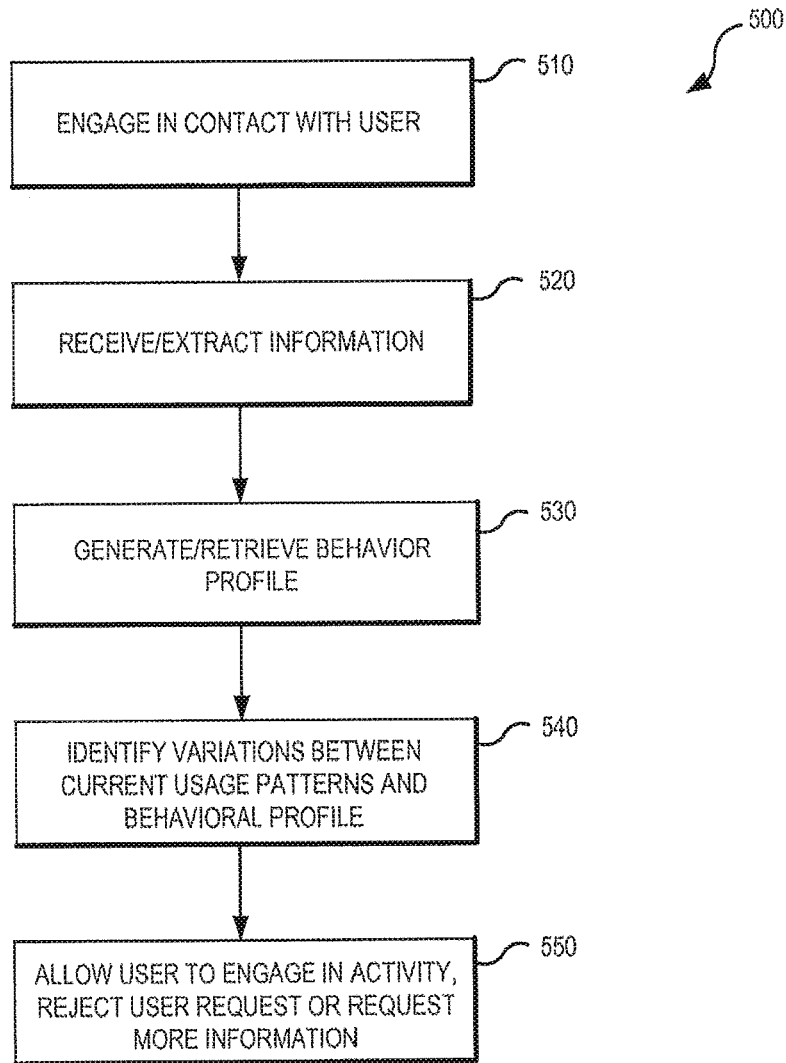 500
510
ENGAGE IN CONTACT WITH USER
520
RECEIVE/EXTRACT INFORMATION
530
GENERATE/RETRIEVE BEHAVIOR
PROFILE
540
IDENTIFY VARIATIONS BETWEEN
CURRENT USAGE PATTERNS AND
BEHAVIORAL PROFILE
550
ALLOW USER TO ENGAGE IN ACTIVITY,
REJECT USER REQUEST OR REQUEST
MORE INFORMATION